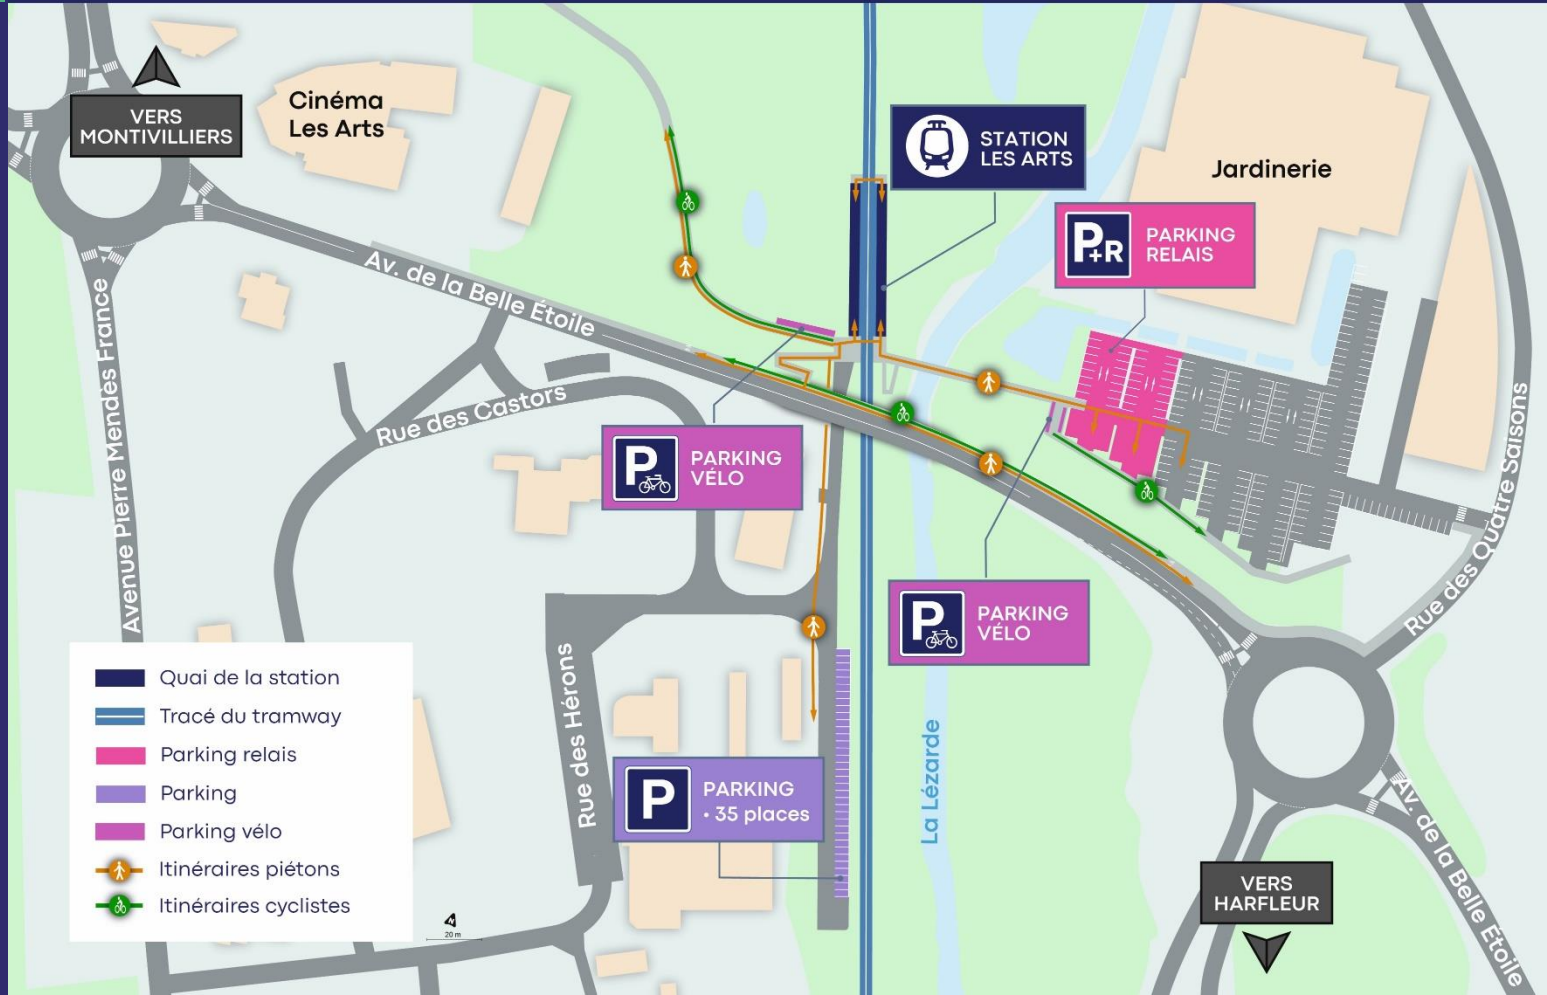 VERS
MONTIVILLIERS
Cinéma
Les Arts
STATION
LES ARTS
Jardinerie
P+R
PARKING
RELAIS
Av. de la Belle Étoile
Avenue Pierre Mendès France
Rue des Castors
P
PARKING
VÉLO
P
PARKING
VÉLO
Rue des Quatre Saisons
Rue des Hérons
P
PARKING
• 35 places
La Lézarde
VERS
HARFLEUR
Av. de la Belle Étoile
Quai de la station
Tracé du tramway
Parking relais
Parking
Parking vélo
Itinéraires piétons
Itinéraires cyclistes
N
20 m